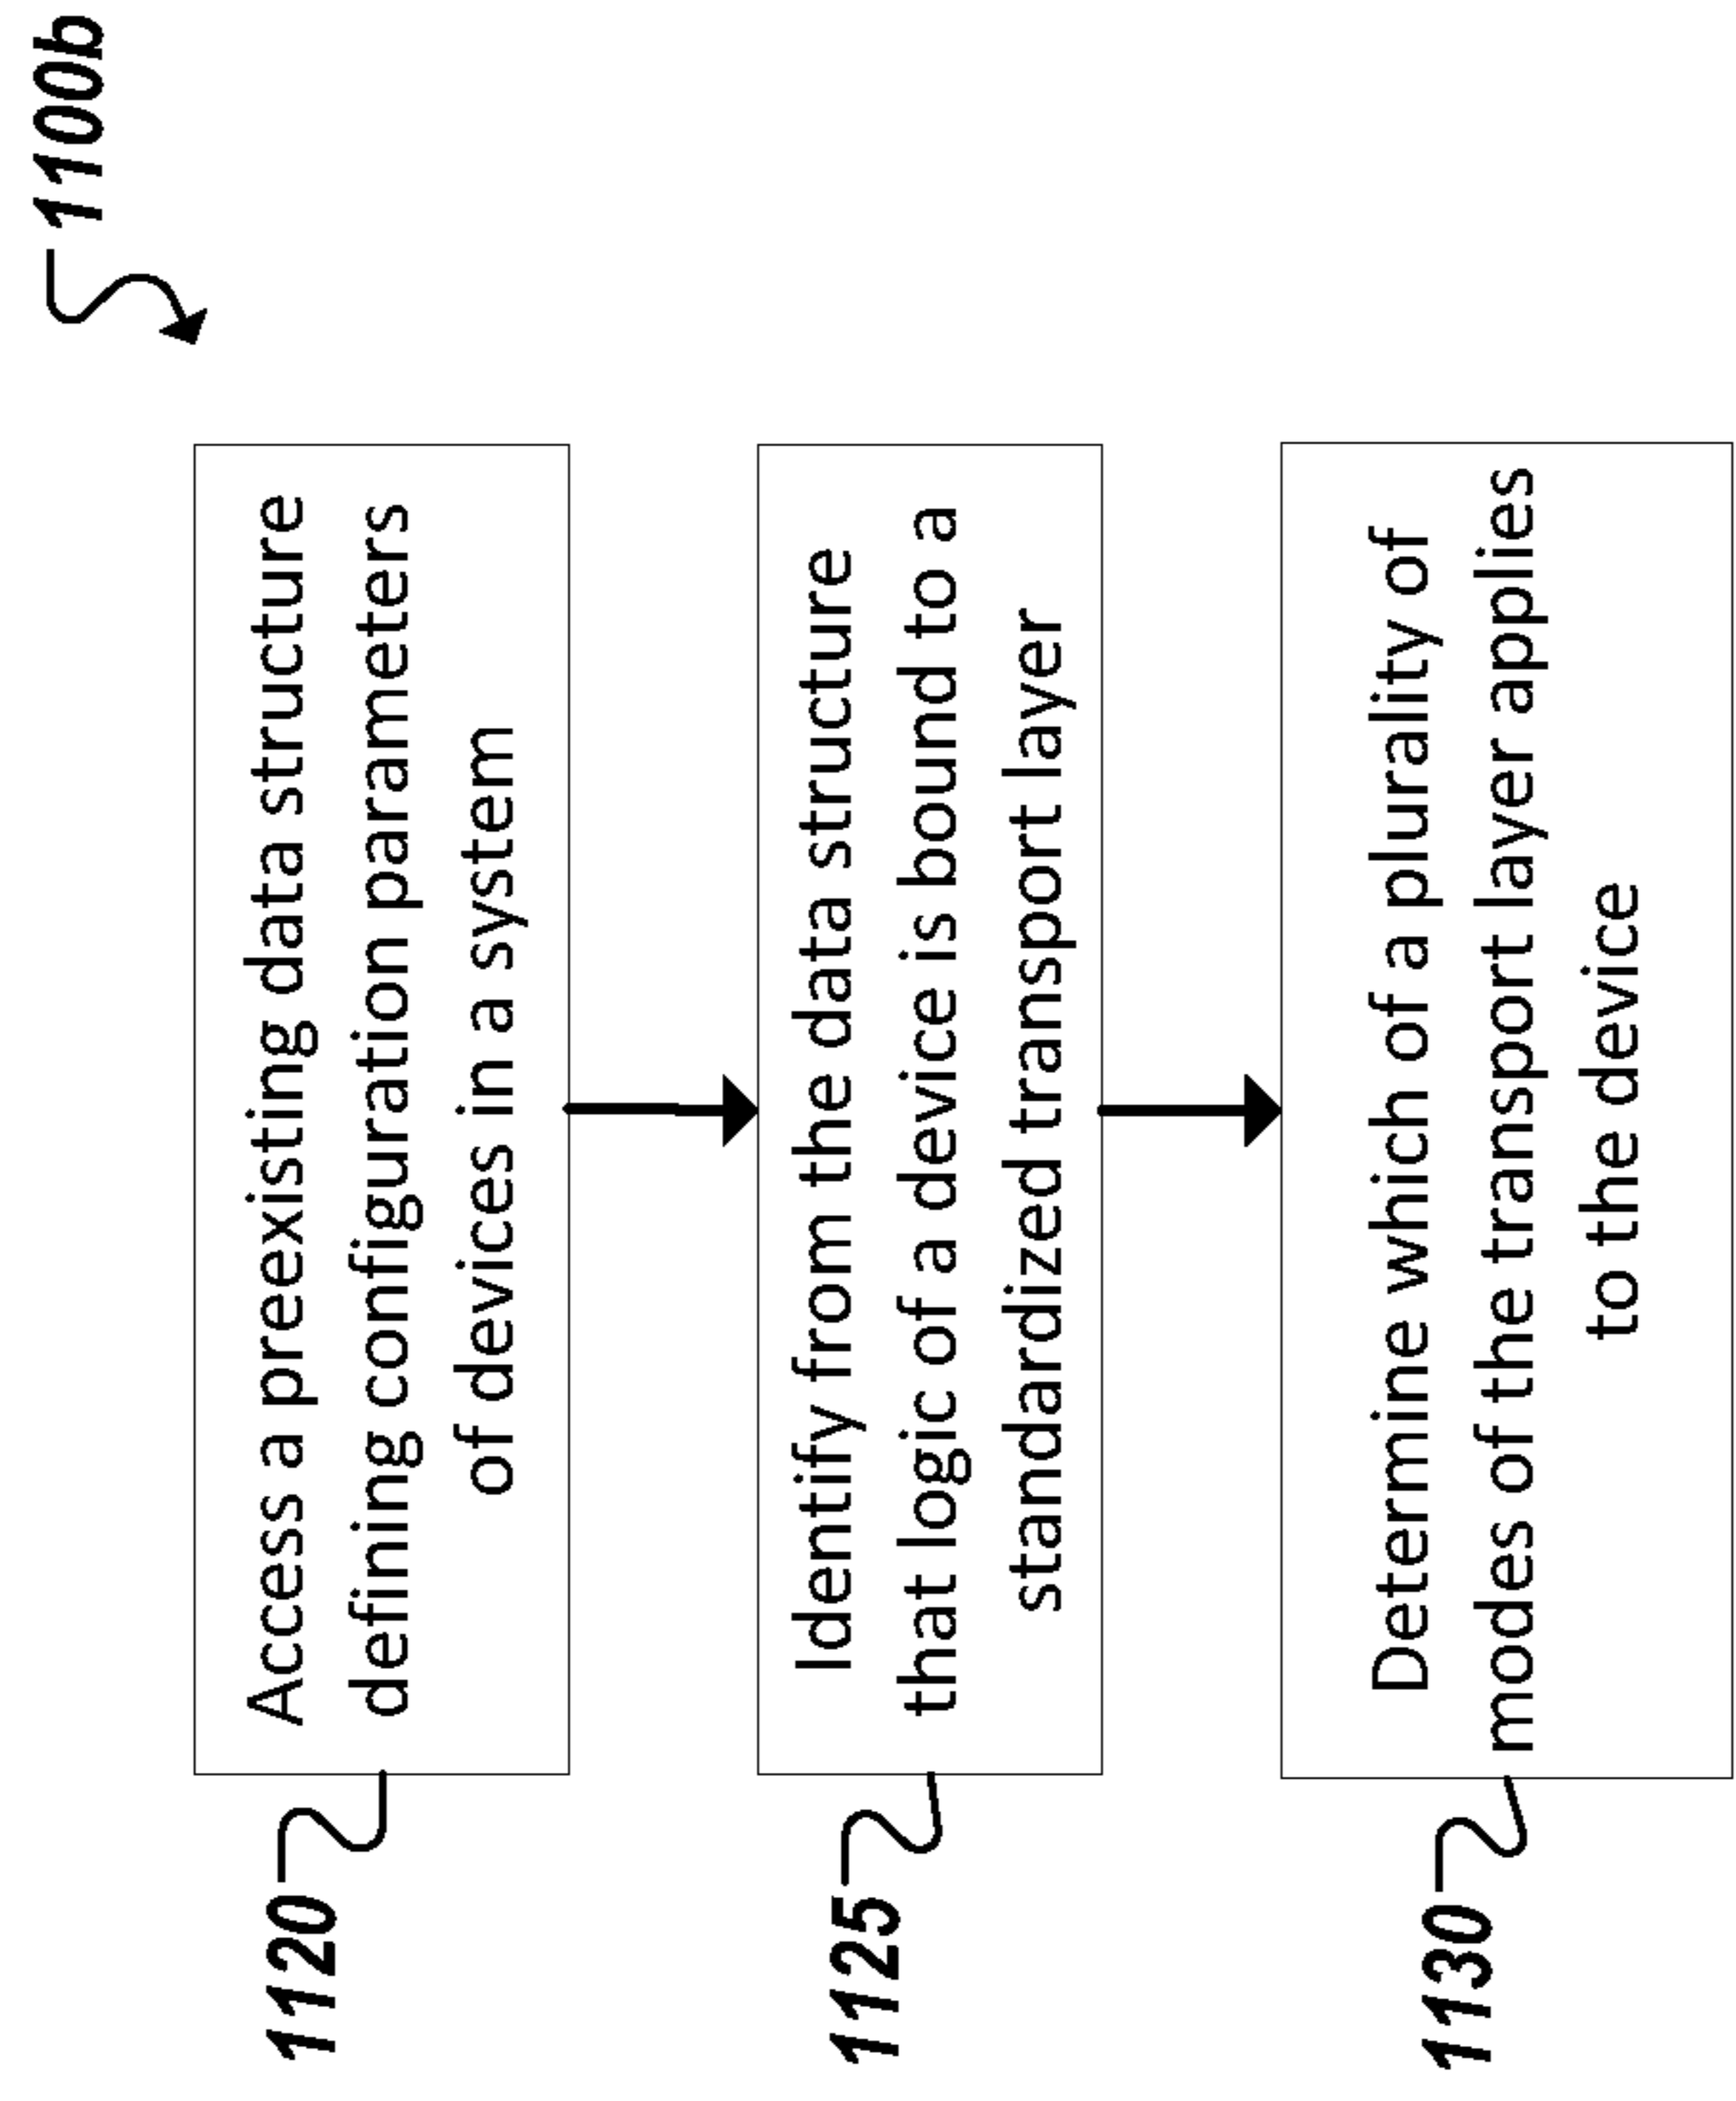 1100b
1120
Access a preexisting data structure
defining configuration parameters
of devices in a system
1125
Identify from the data structure
that logic of a device is bound to a
standardized transport layer
1130
Determine which of a plurality of
modes of the transport layer applies
to the device